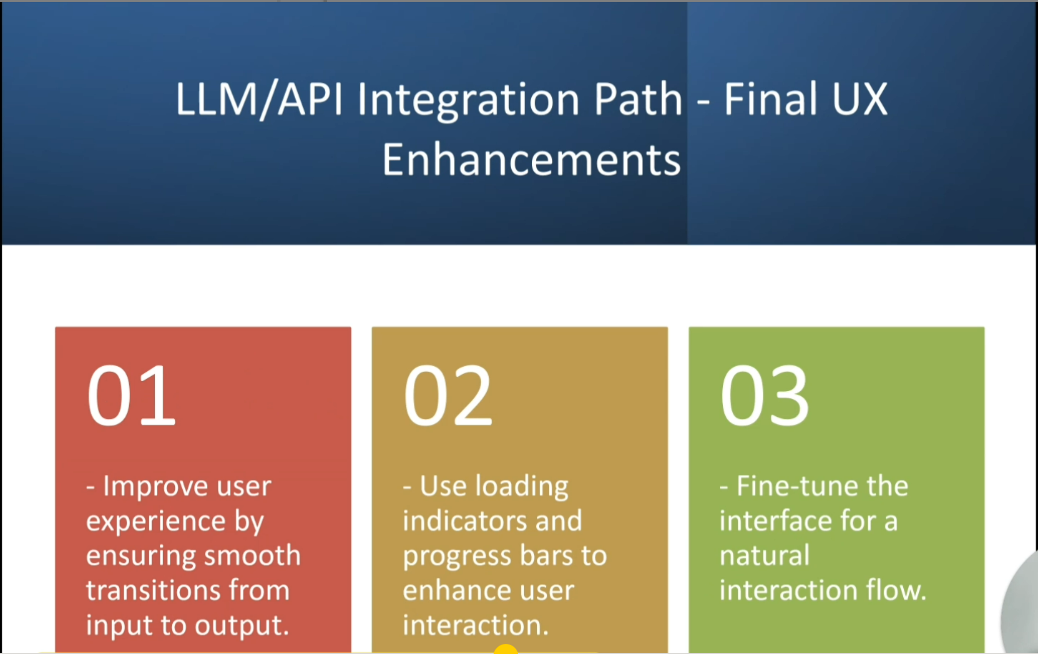 LLM/API Integration Path - Final UX
Enhancements
01
- Improve user
experience by
ensuring smooth
transitions from
input to output.
02
- Use loading
indicators and
progress bars to
enhance user
interaction.
03
- Fine-tune the
interface for a
natural
interaction flow.